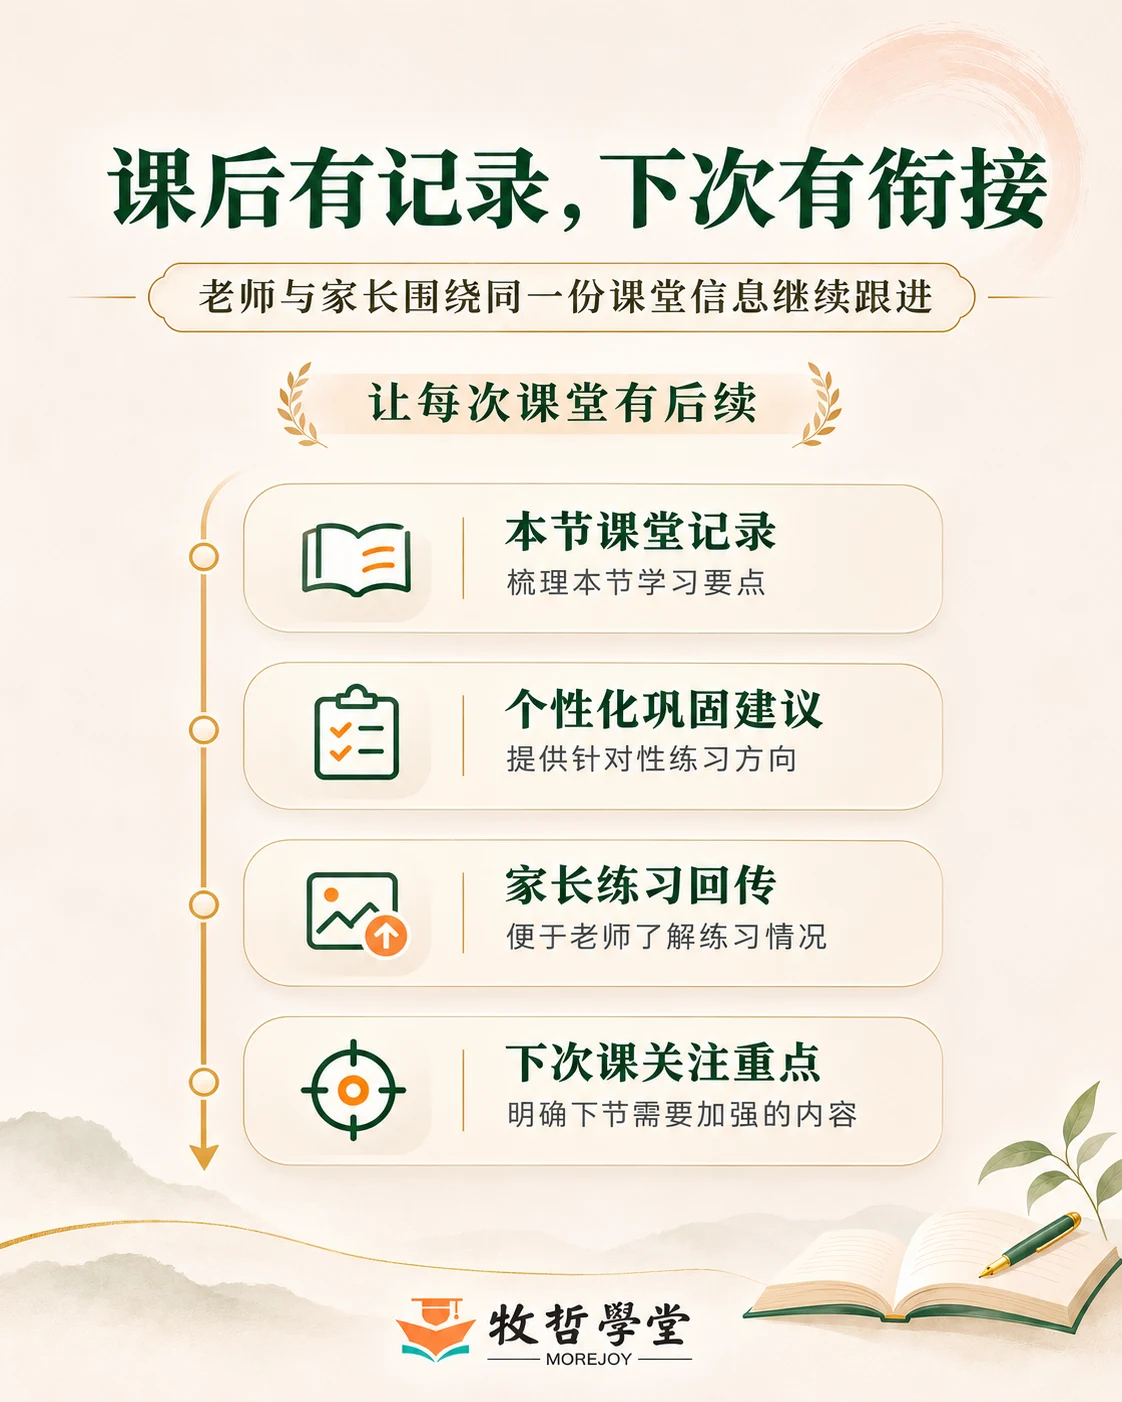 课后有记录，下次有衔接
老师与家长围绕同一份课堂信息继续跟进
让每次课堂有后续
本节课堂记录
梳理本节学习要点
个性化巩固建议
提供针对性练习方向
家长练习回传
便于老师了解练习情况
下次课关注重点
明确下节需要加强的内容
牧哲學堂
MOREJOY